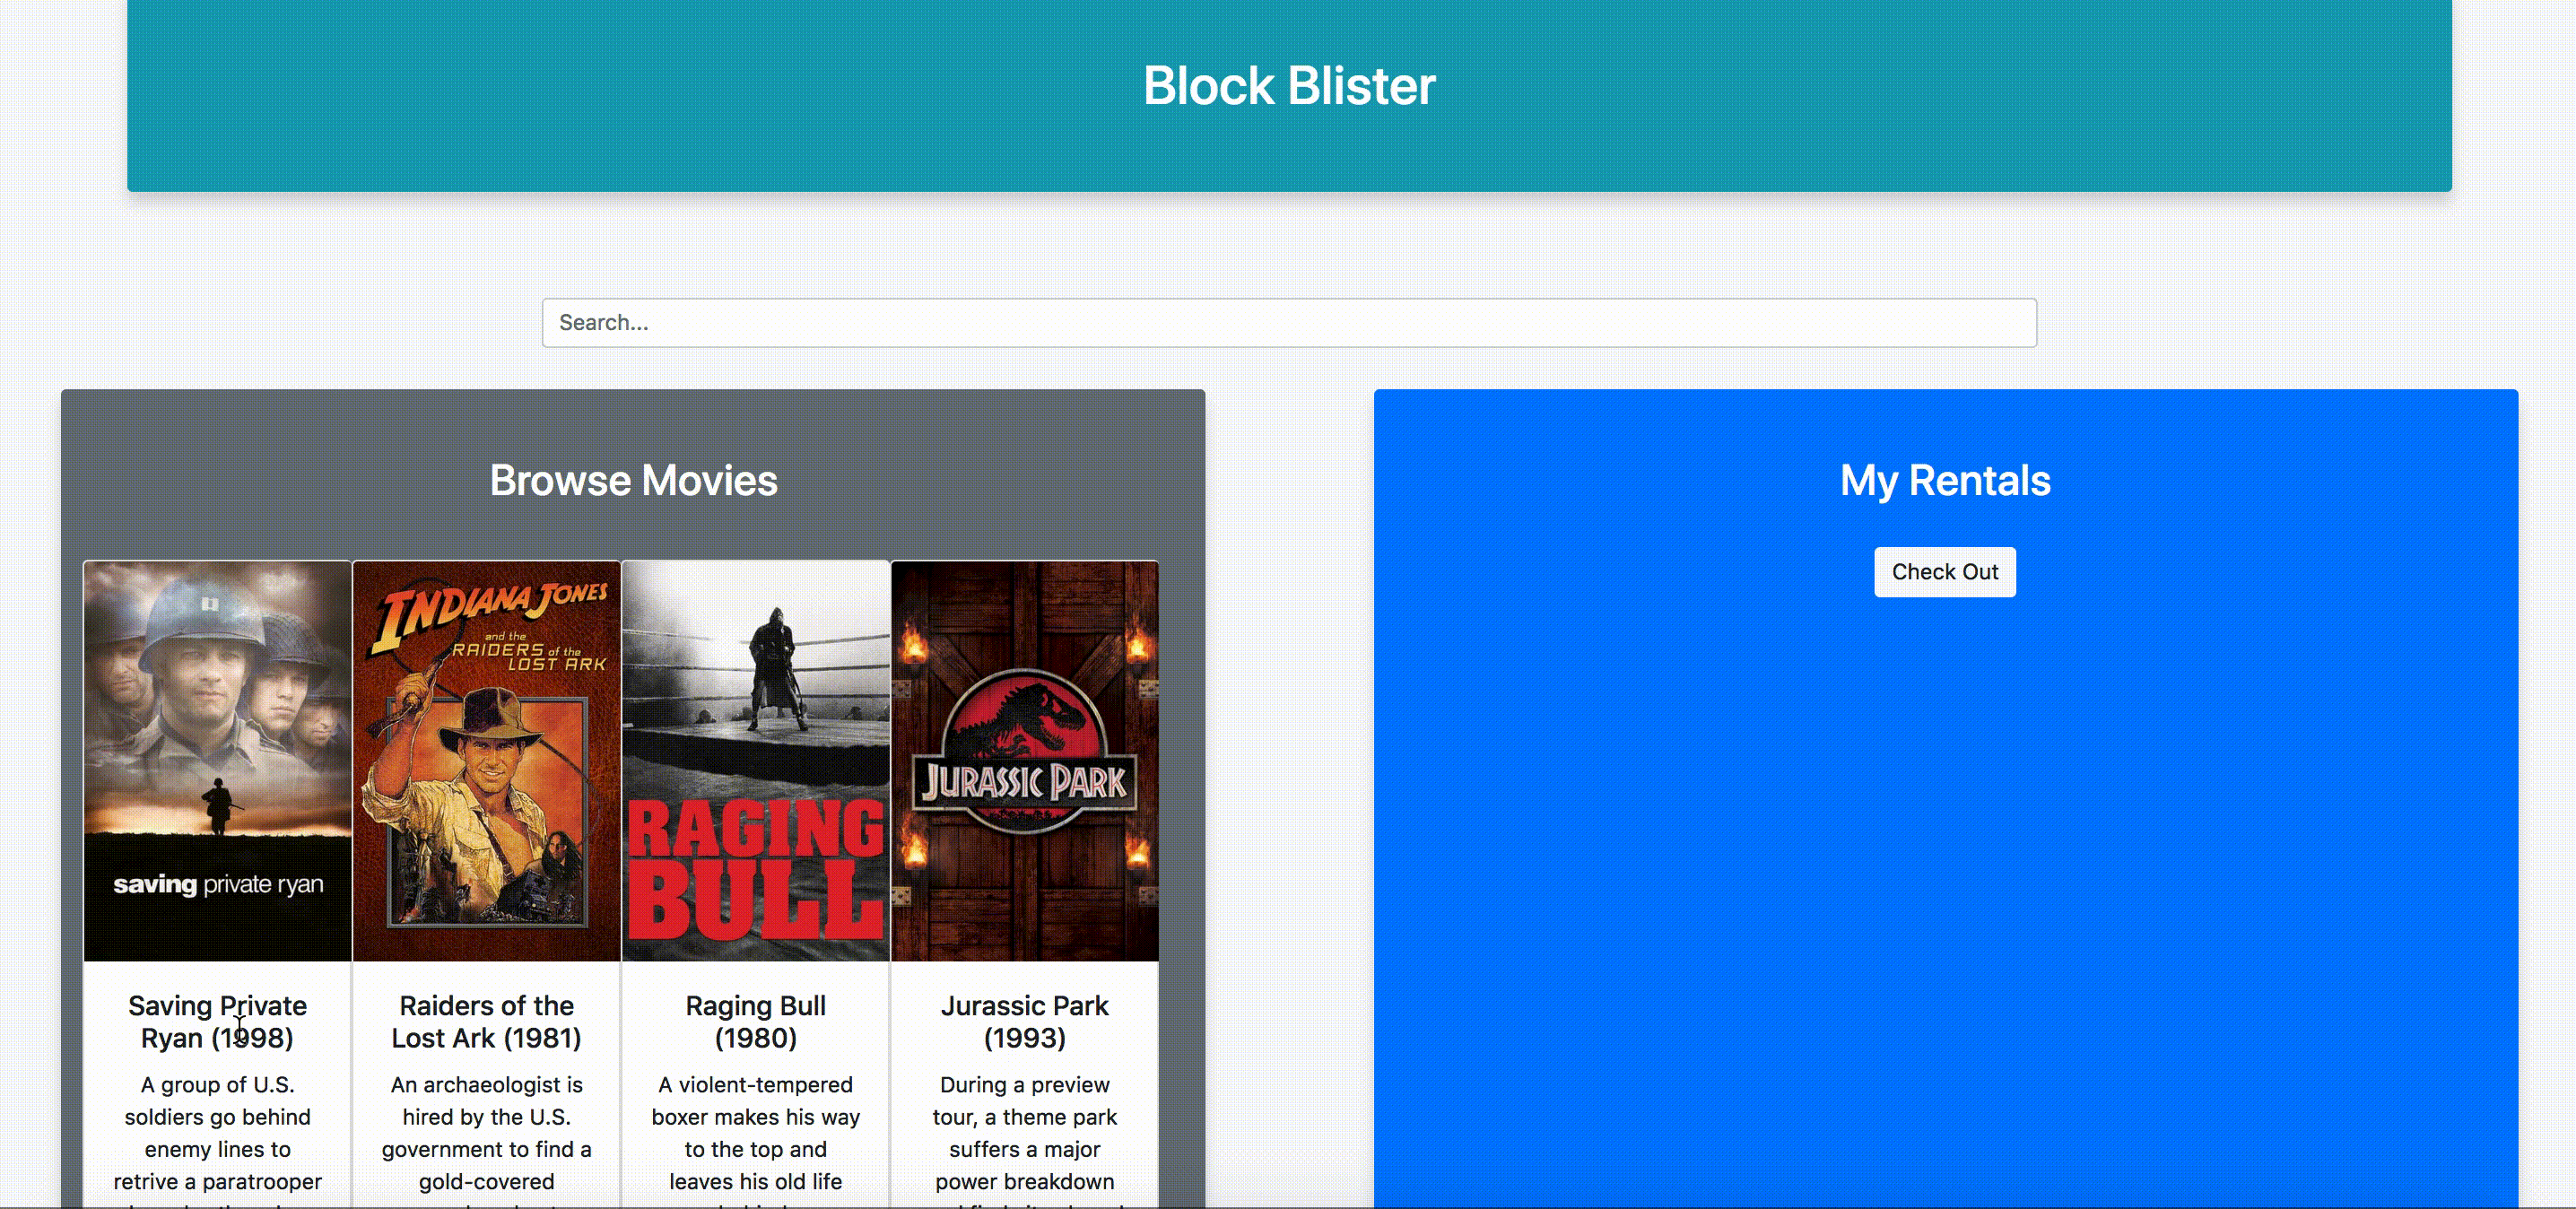 Block Blister
Search...
Browse Movies
My Rentals
Check Out
INDIANA JONES
and the
RAIDERS of the
LOST ARK
JURASSIC PARK
RAGING
BULL
saving private ryan
Saving Private
Ryan (1998)
A group of U.S.
soldiers go behind
enemy lines to
retrive a paratrooper
Raiders of the
Lost Ark (1981)
An archaeologist is
hired by the U.S.
government to find a
gold-covered
Raging Bull
(1980)
A violent-tempered
boxer makes his way
to the top and
leaves his old life
Jurassic Park
(1993)
During a preview
tour, a theme park
suffers a major
power breakdown